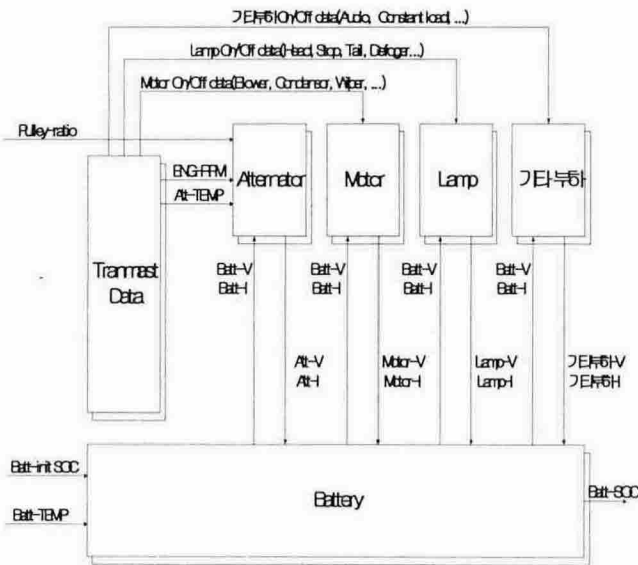 기타부하On/Off data(Audio, Constant load, ...)
Lamp On/Off data(Head, Stop, Tail, Defoger...)
Motor On/Off data(Blower, Condensor, Wiper, ....)
Pulley-ratio
ENG-RPM
Alt-TEMP
Alternator
Motor
Lamp
기타부하
Tranmast
Data
Batt-V
Batt-I
Batt-V
Batt-I
Batt-V
Batt-I
Batt-V
Batt-I
Alt-V
Alt-I
Motor-V
Motor-I
Lamp-V
Lamp-I
기타부하-V
기타부하-I
Batt-init SOC
Batt-TEMP
Battery
Batt-SOC